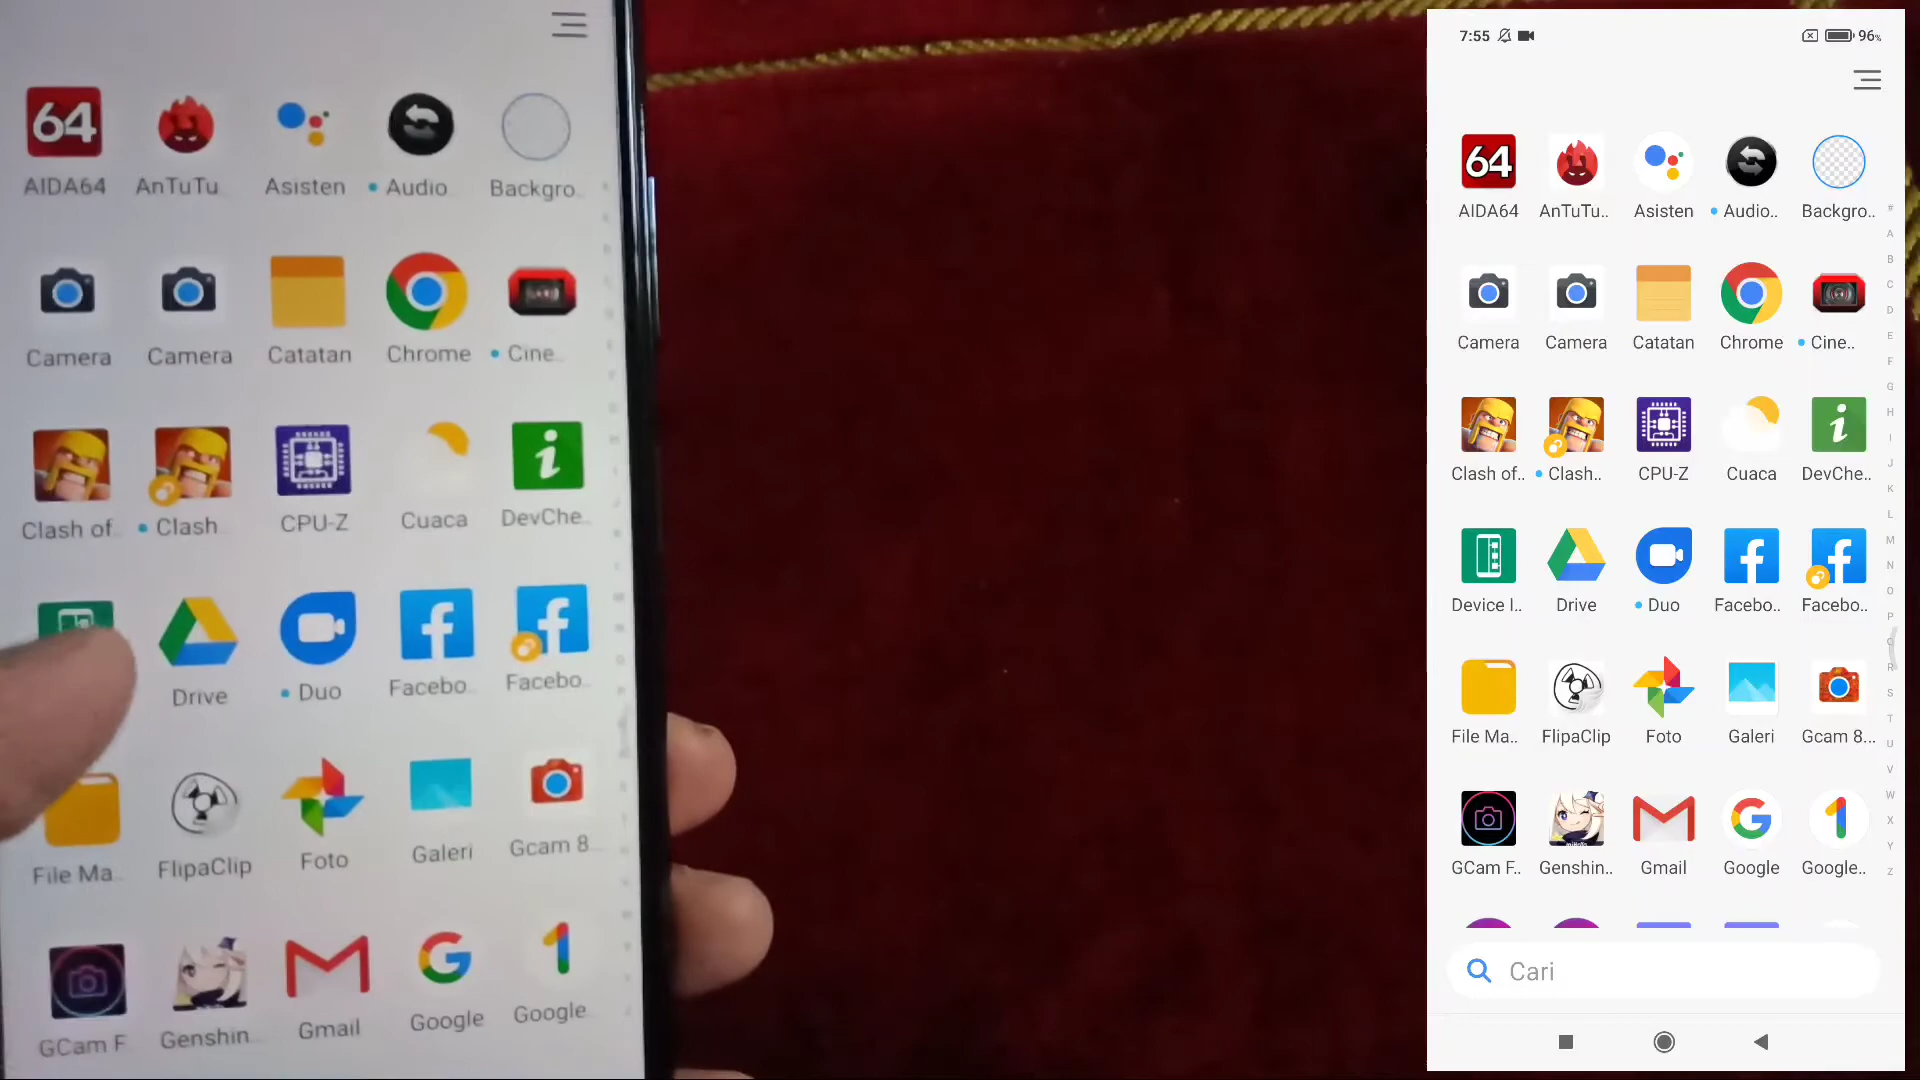 64
AIDA64 AnTuTu.. Asisten Audio.. Backgro..
Camera Camera Catatan Chrome Cine..
Clash of.. Clash.. CPU-Z Cuaca DevChe..
Drive Duo Facebo.. Facebo..
File Ma.. FlipaClip Foto Galeri Gcam 8...
GCam F.. Genshin.. Gmail Google Google..
7:55 96%
64
AIDA64 AnTuTu.. Asisten Audio.. Backgro..
Camera Camera Catatan Chrome Cine..
Clash of.. Clash.. CPU-Z Cuaca DevChe..
Device I.. Drive Duo Facebo.. Facebo..
File Ma.. FlipaClip Foto Galeri Gcam 8...
GCam F.. Genshin.. Gmail Google Google..
#
A
B
C
D
E
F
G
H
I
J
K
L
M
N
O
P
Q
R
S
T
U
V
W
X
Y
Z
Cari